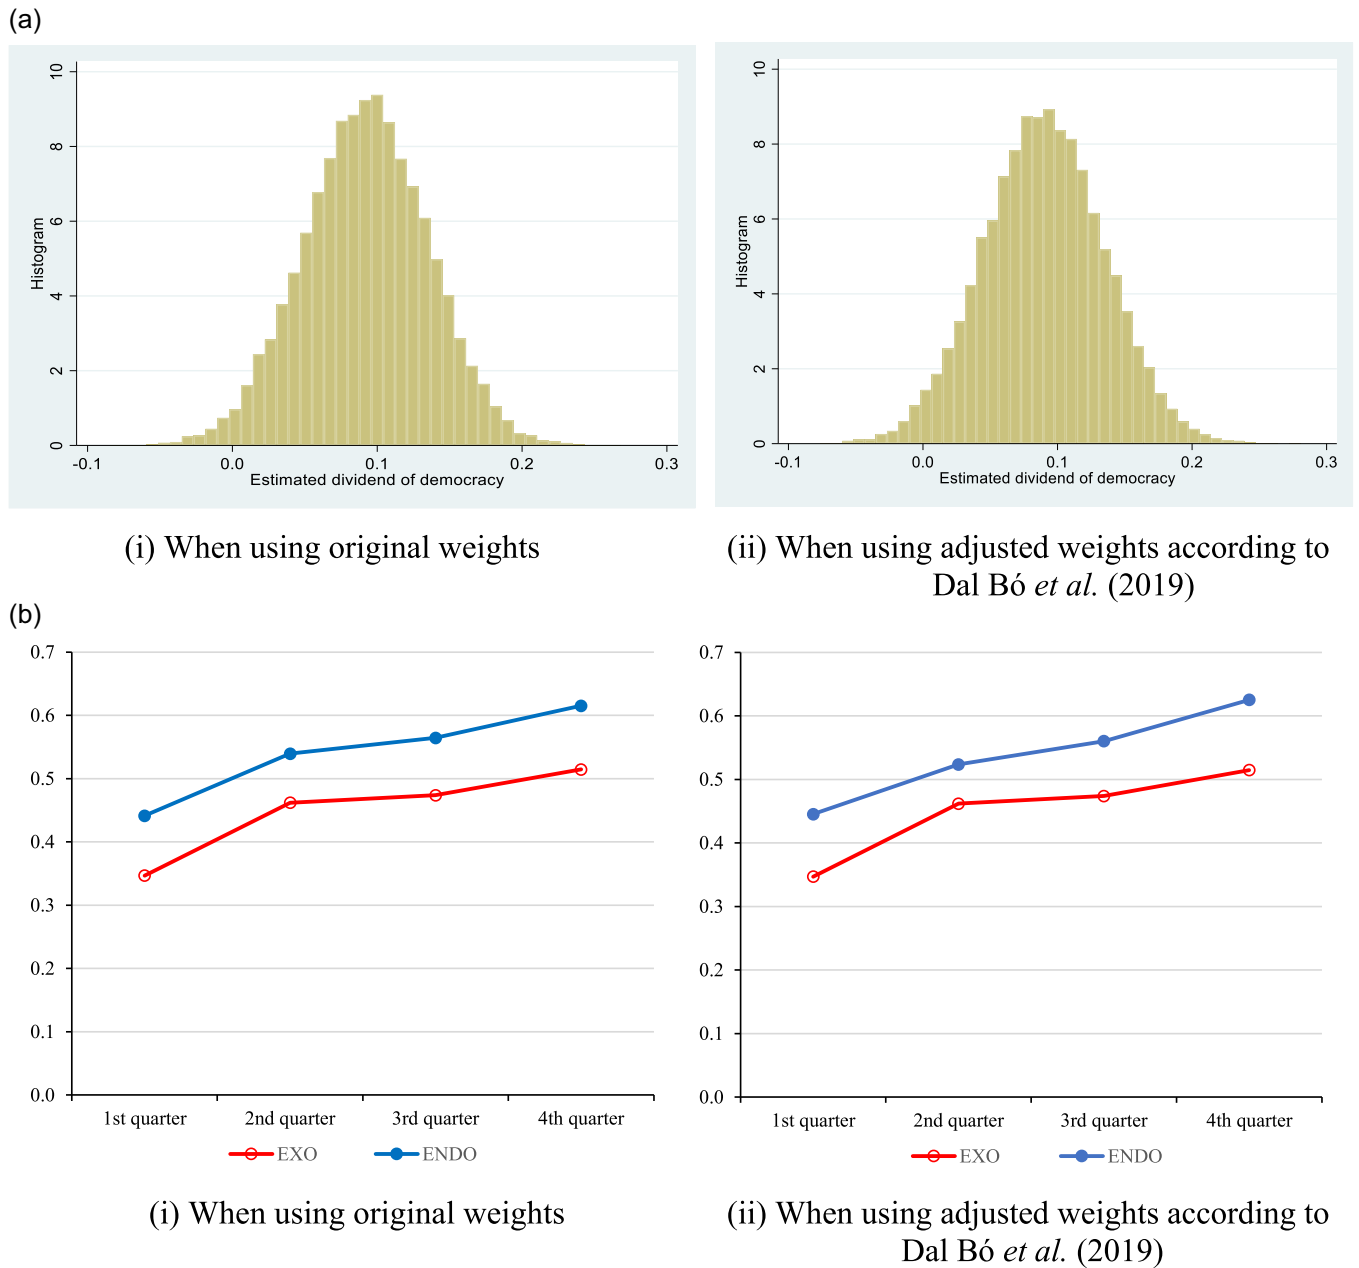 (a)
10
8
6
4
2
0
Histogram
-0.1 0.0 0.1 0.2 0.3
Estimated dividend of democracy
10
8
6
4
2
0
Histogram
-0.1 0.0 0.1 0.2 0.3
Estimated dividend of democracy
(i) When using original weights
(ii) When using adjusted weights according to
Dal Bó et al. (2019)
(b)
0.7
0.6
0.5
0.4
0.3
0.2
0.1
0.0
1st quarter 2nd quarter 3rd quarter 4th quarter
EXO ENDO
0.7
0.6
0.5
0.4
0.3
0.2
0.1
0.0
1st quarter 2nd quarter 3rd quarter 4th quarter
EXO ENDO
(i) When using original weights
(ii) When using adjusted weights according to
Dal Bó et al. (2019)